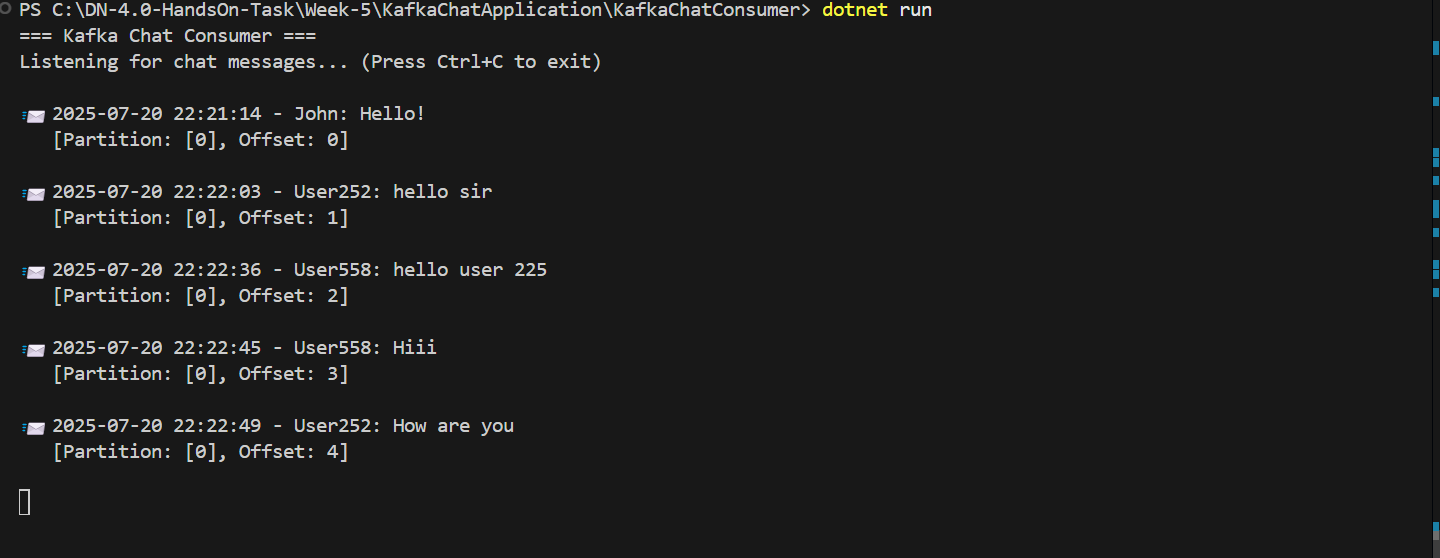 PS C:\DN-4.0-HandsOn-Task\Week-5\KafkaChatApplication\KafkaChatConsumer> dotnet run
=== Kafka Chat Consumer ===
Listening for chat messages... (Press Ctrl+C to exit)
2025-07-20 22:21:14 - John: Hello!
[Partition: [0], Offset: 0]
2025-07-20 22:22:03 - User252: hello sir
[Partition: [0], Offset: 1]
2025-07-20 22:22:36 - User558: hello user 225
[Partition: [0], Offset: 2]
2025-07-20 22:22:45 - User558: Hiii
[Partition: [0], Offset: 3]
2025-07-20 22:22:49 - User252: How are you
[Partition: [0], Offset: 4]